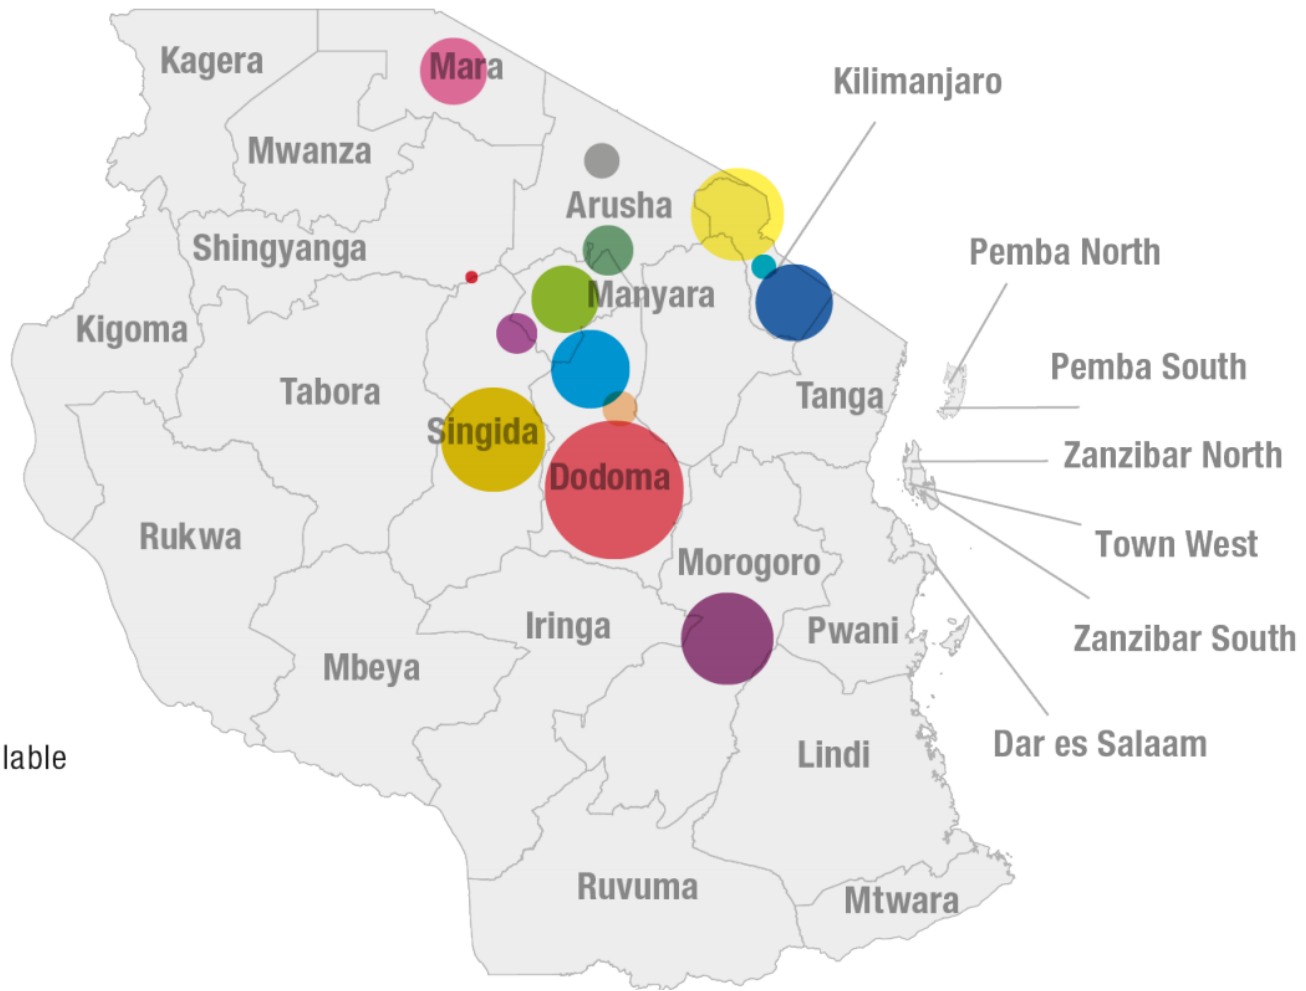 Kagera
Mara
Kilimanjaro
Mwanza
Arusha
Shingyanga
Pemba North
Manyara
Kigoma
Pemba South
Tabora
Tanga
Singida
Zanzibar North
Dodoma
Rukwa
Town West
Morogoro
Iringa
Pwani
Zanzibar South
Mbeya
lable
Lindi
Dar es Salaam
Ruvuma
Mtwara